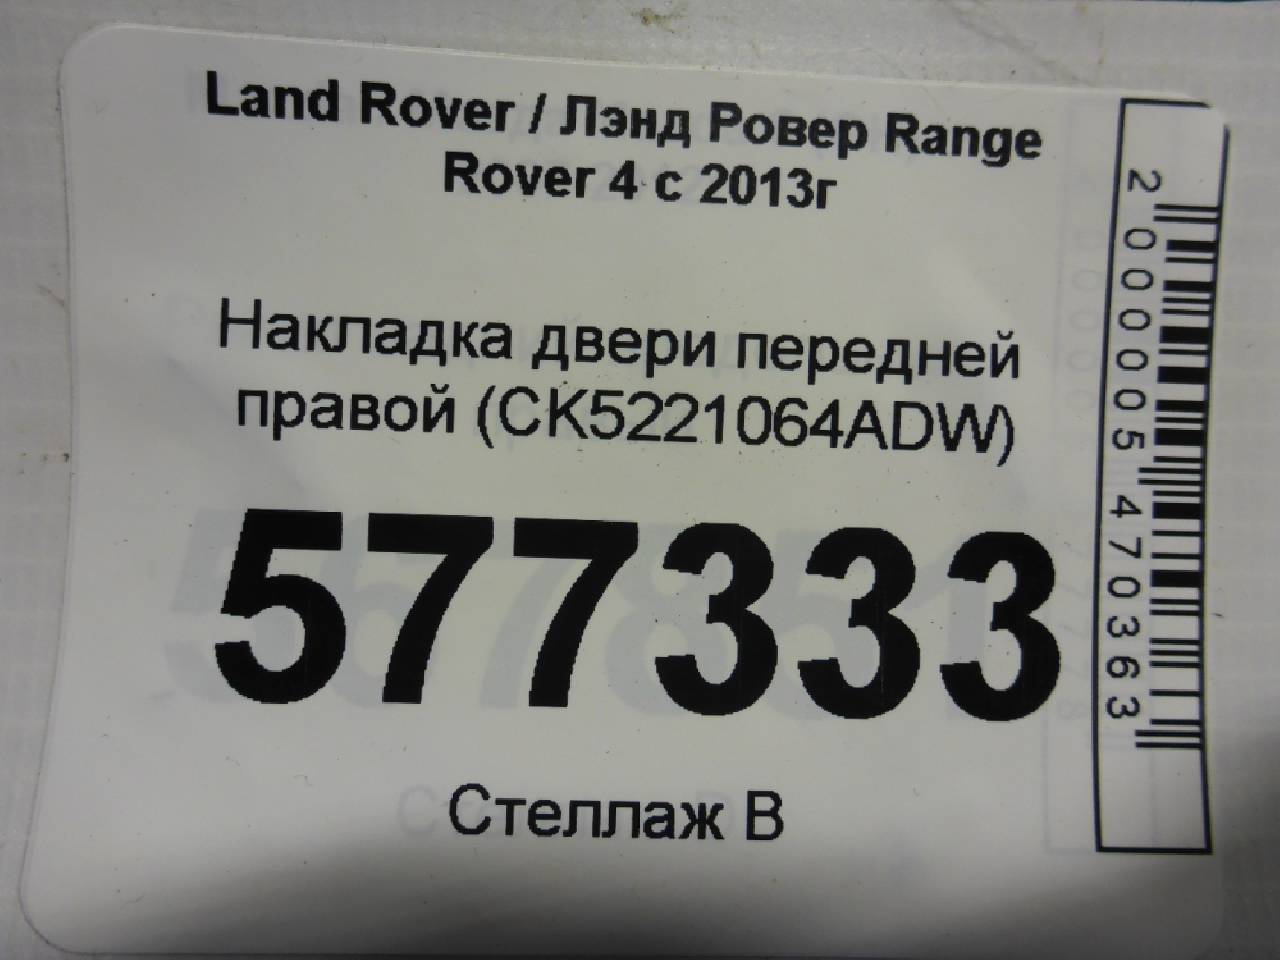 Land Rover / Лэнд Ровер Range
Rover 4 с 2013г
Накладка двери передней
правой (CK5221064ADW)
577333
Стеллаж В
2000005470363